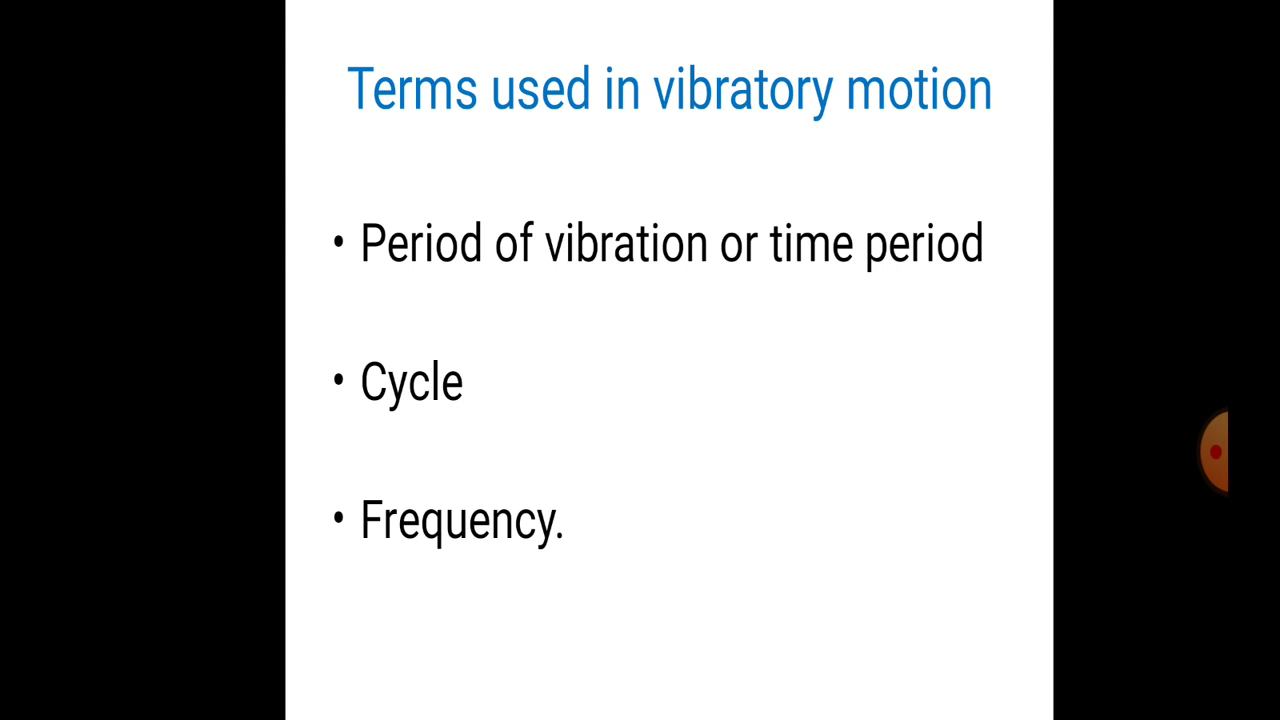 Terms used in vibratory motion
• Period of vibration or time period
• Cycle
• Frequency.